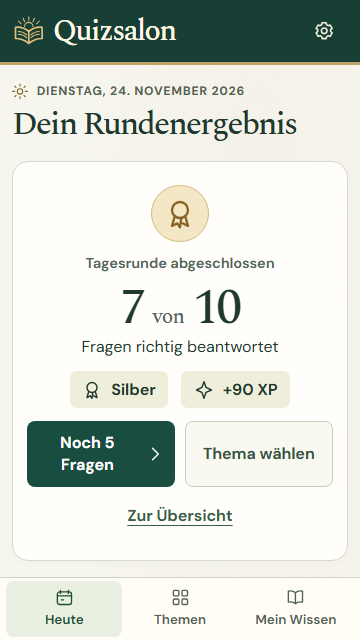 Quizsalon
DIENSTAG, 24. NOVEMBER 2026
Dein Rundenergebnis
Tagesrunde abgeschlossen
7 von 10
Fragen richtig beantwortet
Silber
+90 XP
Noch 5
Fragen
Thema wählen
Zur Übersicht
Heute
Themen
Mein Wissen